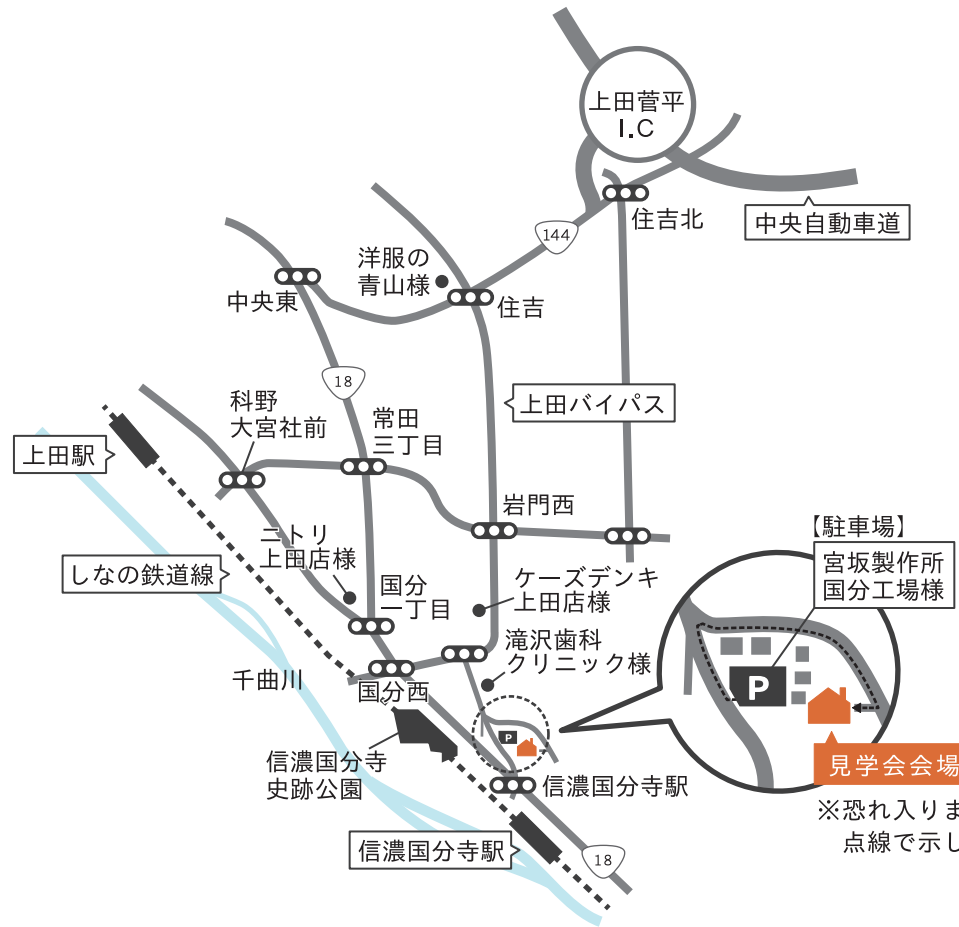 上田菅平
I.C
中央自動車道
住吉北
144
洋服の
青山様
住吉
中央東
18
上田バイパス
科野
大宮社前
常田
三丁目
上田駅
岩門西
【駐車場】
宮坂製作所
国分工場様
ニトリ
上田店様
しなの鉄道線
国分
一丁目
ケーズデンキ
上田店様
滝沢歯科
クリニック様
千曲川
国分西
P
P
信濃国分寺
史跡公園
信濃国分寺駅
見学会会場
※恐れ入りま
点線で示し
信濃国分寺駅
18